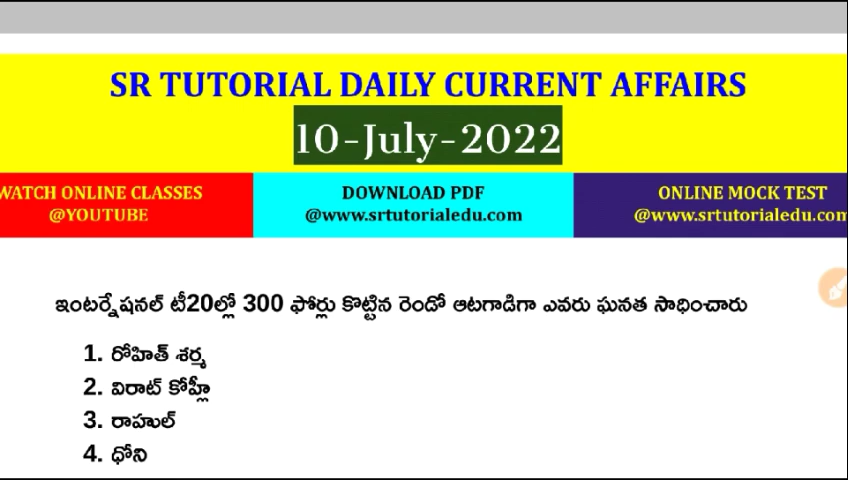 SR TUTORIAL DAILY CURRENT AFFAIRS
10-July-2022
WATCH ONLINE CLASSES
@YOUTUBE
DOWNLOAD PDF
@www.srtutorialedu.com
ONLINE MOCK TEST
@www.srtutorialedu.com
ఇంటర్నేషనల్ టీ20ల్లో 300 ఫోర్లు కొట్టిన రెండో ఆటగాడిగా ఎవరు ఘనత సాధించారు
1. రోహిత్ శర్మ
2. విరాట్ కోహ్లీ
3. రాహుల్
4. ధోని